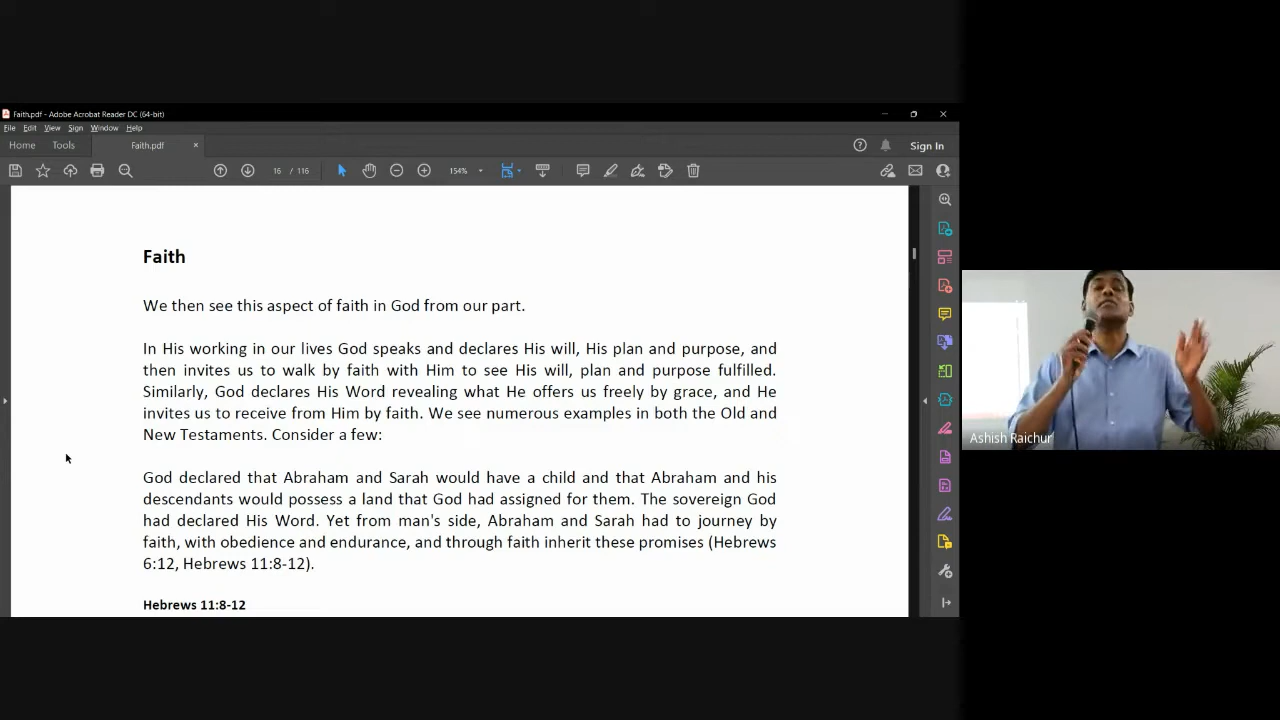 Faith.pdf - Adobe Acrobat Reader DC (64-bit)
File Edit View Sign Window Help
Home Tools Faith.pdf × Sign In
16 / 116 154%
Faith
We then see this aspect of faith in God from our part.
In His working in our lives God speaks and declares His will, His plan and purpose, and
then invites us to walk by faith with Him to see His will, plan and purpose fulfilled.
Similarly, God declares His Word revealing what He offers us freely by grace, and He
invites us to receive from Him by faith. We see numerous examples in both the Old and
New Testaments. Consider a few:
God declared that Abraham and Sarah would have a child and that Abraham and his
descendants would possess a land that God had assigned for them. The sovereign God
had declared His Word. Yet from man's side, Abraham and Sarah had to journey by
faith, with obedience and endurance, and through faith inherit these promises (Hebrews
6:12, Hebrews 11:8-12).
Hebrews 11:8-12
Ashish Raichur